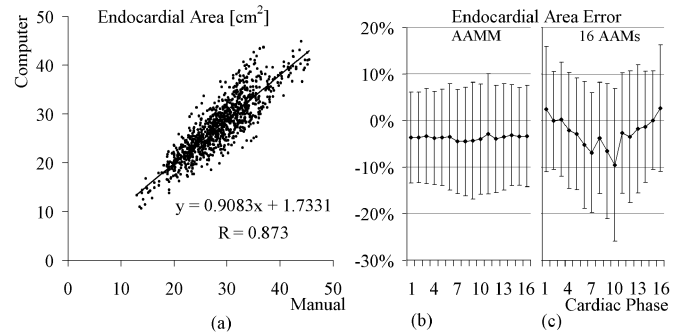 Endocardial Area [cm²]
Computer
50
40
30
20
10
0
y = 0.9083x + 1.7331
R = 0.873
0 10 20 30 40 50
Manual
(a)
Endocardial Area Error
AAMM
16 AAMs
20%
10%
0%
-10%
-20%
-30%
1 4 7 10 13 16
1 4 7 10 13 16
Cardiac Phase
(b)
(c)